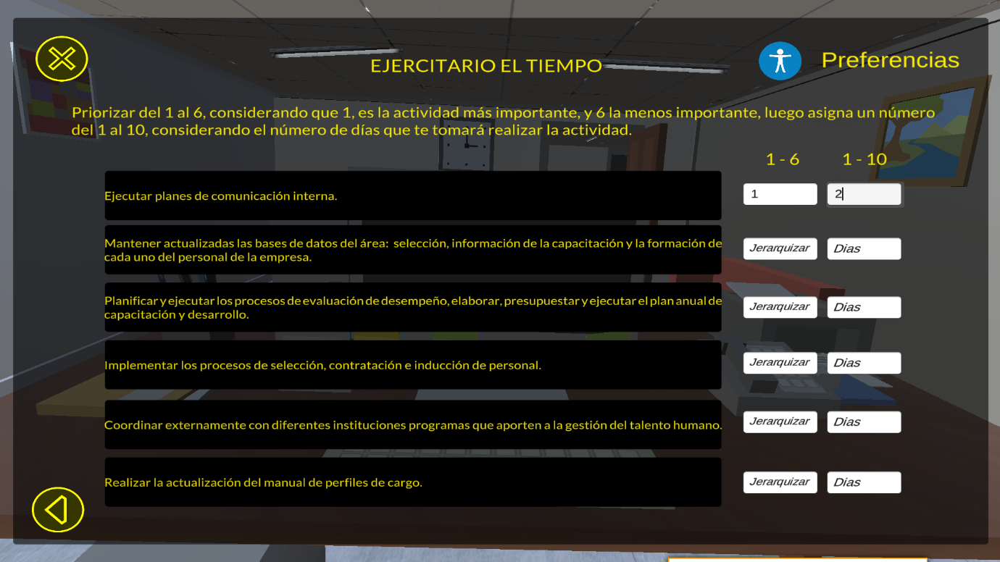 EJERCITARIO EL TIEMPO
Preferencias
Priorizar del 1 al 6, considerando que 1, es la actividad más importante, y 6 la menos importante, luego asigna un número
del 1 al 10, considerando el número de días que te tomará realizar la actividad.
1 - 6 1 - 10
Ejecutar planes de comunicación interna.
1 2
Mantener actualizadas las bases de datos del área: selección, información de la capacitación y la formación de
cada uno del personal de la empresa.
Jerarquizar Dias
Planificar y ejecutar los procesos de evaluación de desempeño, elaborar, presupuestar y ejecutar el plan anual de
capacitación y desarrollo.
Jerarquizar Dias
Implementar los procesos de selección, contratación e inducción de personal.
Jerarquizar Dias
Coordinar externamente con diferentes instituciones programas que aporten a la gestión del talento humano.
Jerarquizar Dias
Realizar la actualización del manual de perfiles de cargo.
Jerarquizar Dias